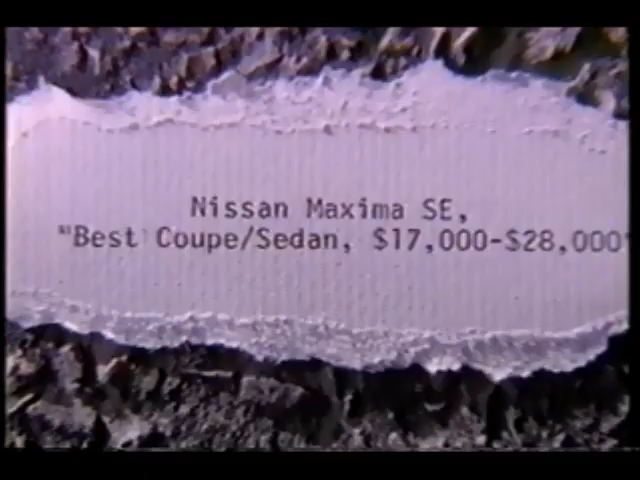 Nissan Maxima SE,
"Best Coupe/Sedan, $17,000-$28,000"